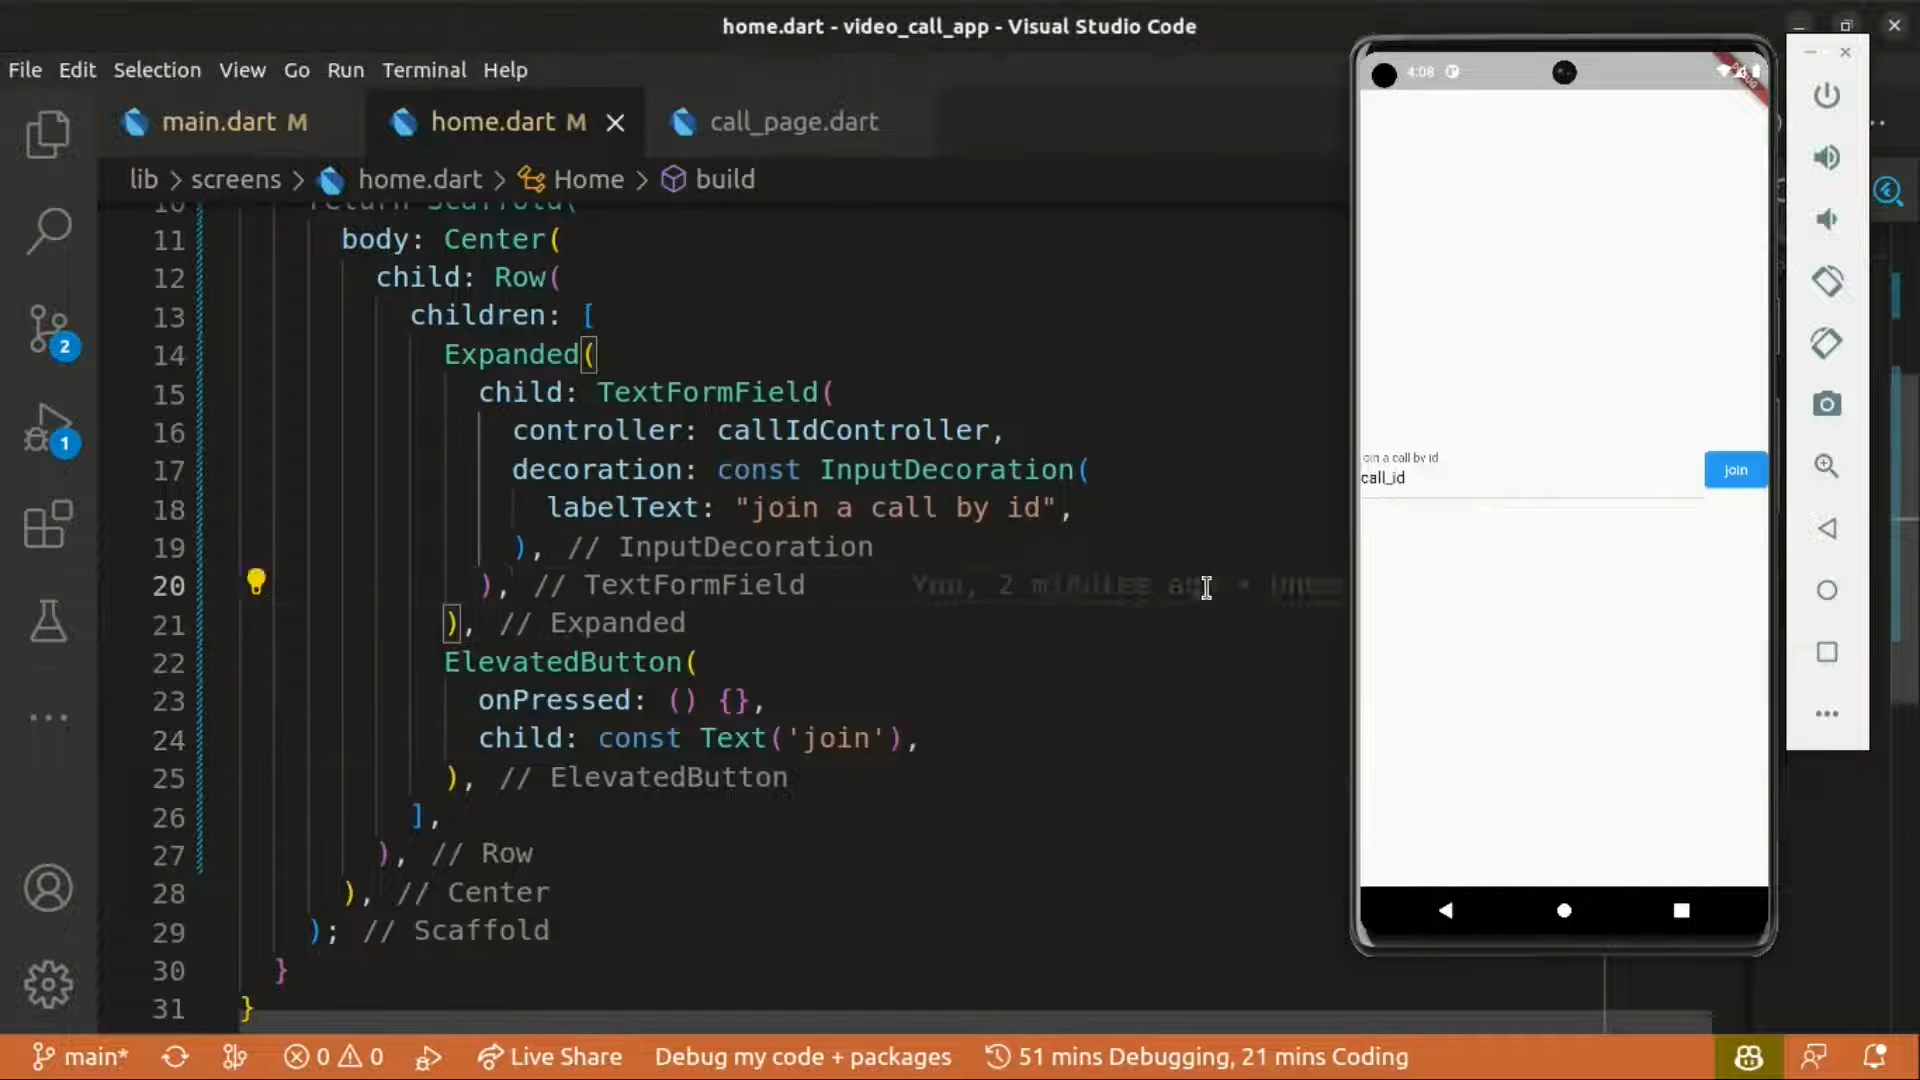 home.dart - video_call_app - Visual Studio Code
File Edit Selection View Go Run Terminal Help
main.dart M home.dart M call_page.dart
lib > screens > home.dart > Home > build
10 return Scaffold(
11 body: Center(
12 child: Row(
13 children: [
14 Expanded(
15 child: TextFormField(
16 controller: callIdController,
17 decoration: const InputDecoration(
18 labelText: "join a call by id",
19 ), // InputDecoration
20 ), // TextFormField You, 2 minutes
21 ), // Expanded
22 ElevatedButton(
23 onPressed: () {},
24 child: const Text('join'),
25 ), // ElevatedButton
26 ],
27 ), // Row
28 ), // Center
29 ); // Scaffold
30 }
31 }
2
1
4:08
join a call by id
call_id
join
main* 0 0 Live Share Debug my code + packages 51 mins Debugging, 21 mins Coding